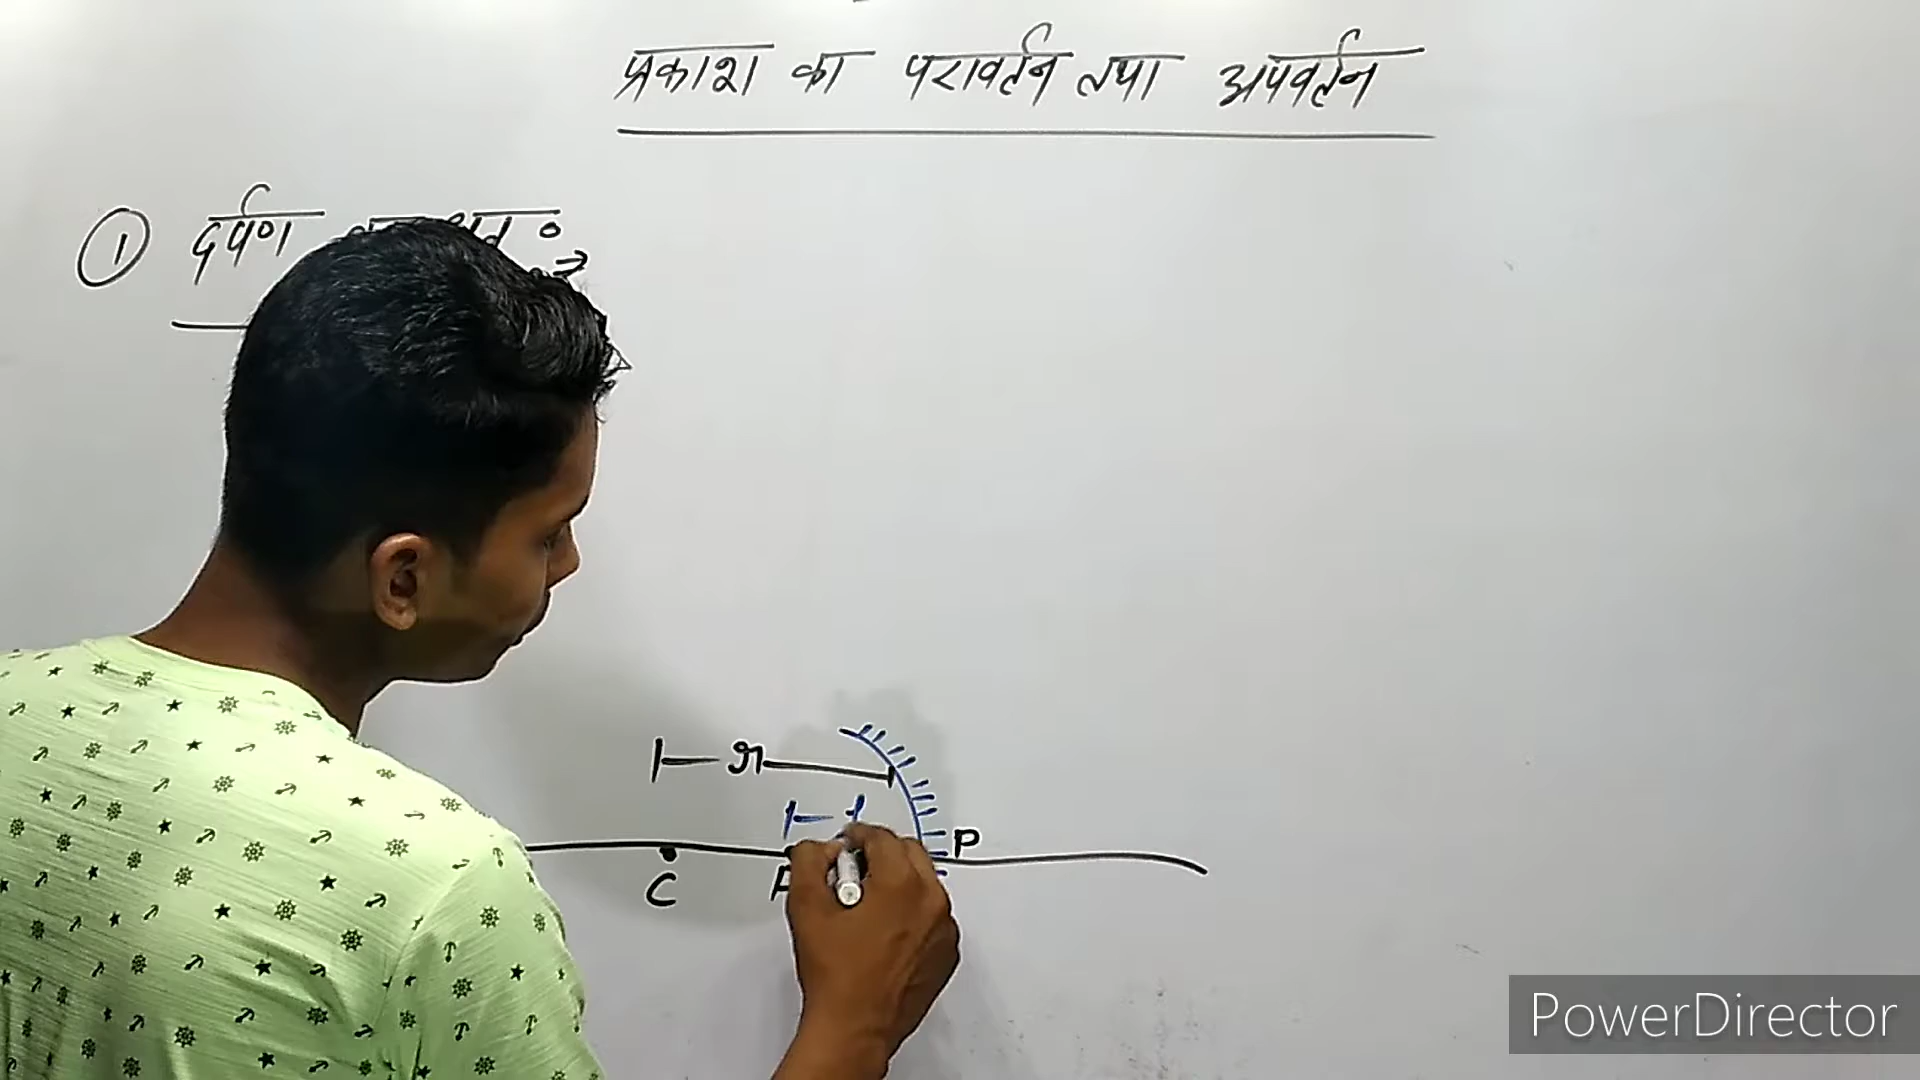 प्रकाश का परावर्तन तथा अपवर्तन
① दर्पण
r
f
P
C
F
PowerDirector